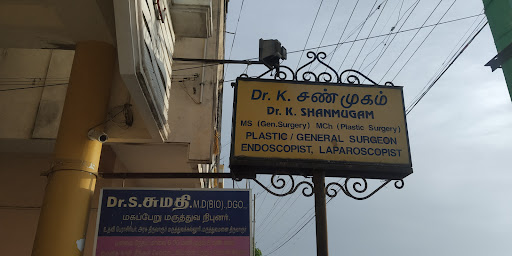 Dr. K. சண்முகம்
Dr. K. SHANMUGAM
MS (Gen.Surgery) MCh (Plastic Surgery)
PLASTIC / GENERAL SURGEON
ENDOSCOPIST, LAPAROSCOPIST
Dr.S.சுமதி,M.D(BIO).,DGO.,
மகப்பேறு மருத்துவ நிபுணர்.